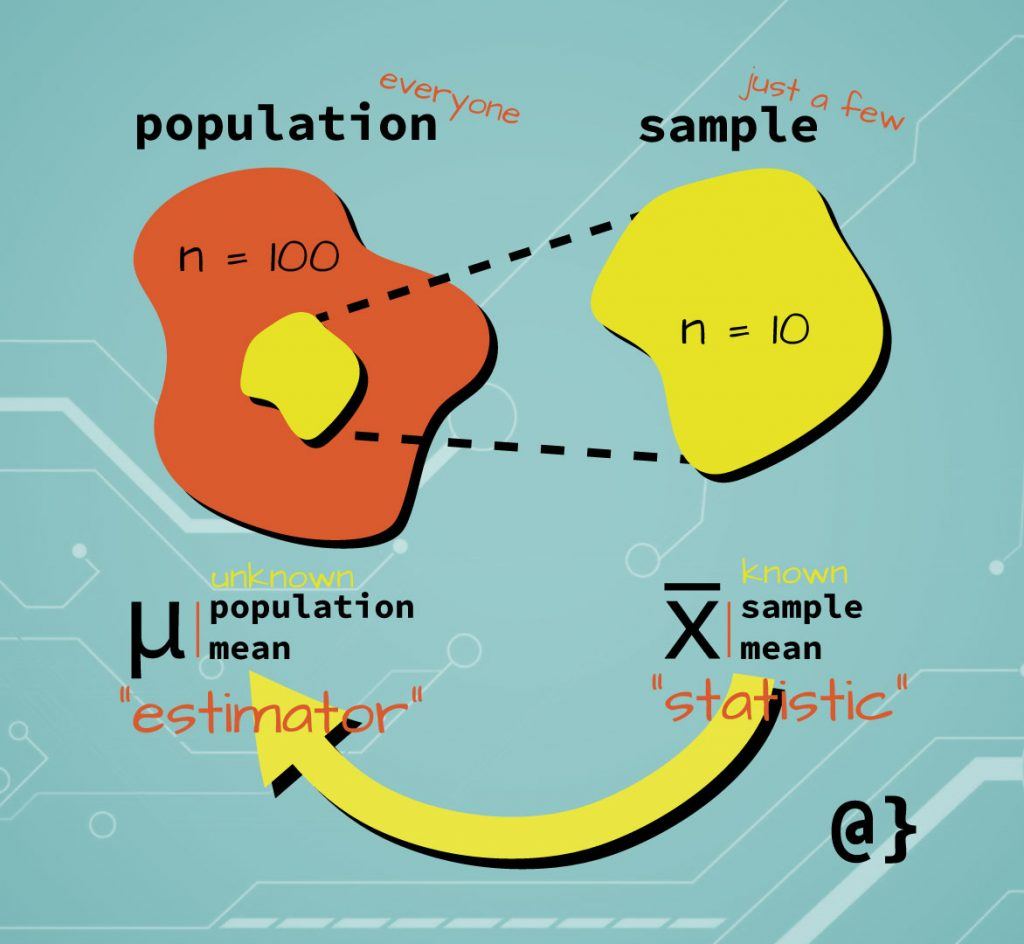 everyone
population
just a few
sample
n = 100
n = 10
unknown
μ
population
mean
"estimator"
known
x̅
sample
mean
"statistic"
@}